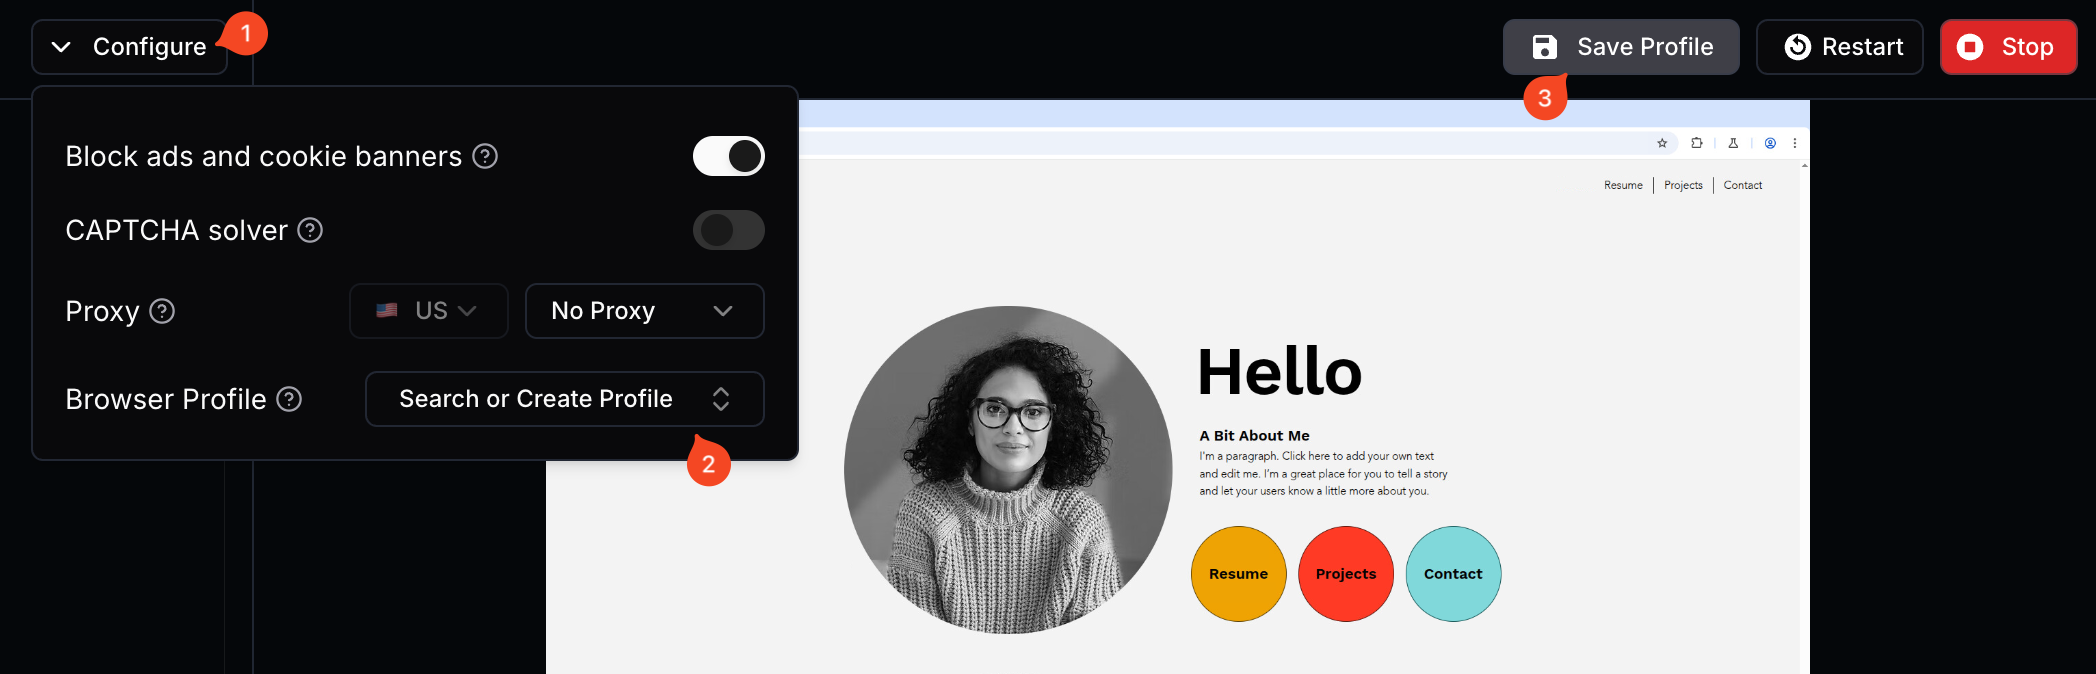 Configure
1
Save Profile
Restart
Stop
3
Block ads and cookie banners ?
CAPTCHA solver ?
Proxy ?
US
No Proxy
Browser Profile ?
Search or Create Profile
2
Resume
Projects
Contact
Hello
A Bit About Me
I'm a paragraph. Click here to add your own text
and edit me. I'm a great place for you to tell a story
and let your users know a little more about you.
Resume
Projects
Contact